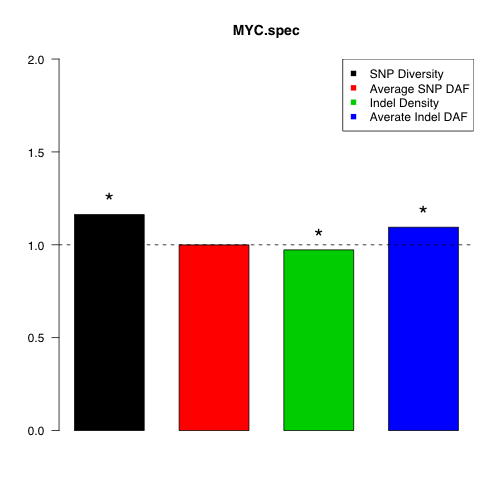 MYC.spec
2.0
1.5
1.0
0.5
0.0
SNP Diversity
Average SNP DAF
Indel Density
Averate Indel DAF
*
*
*